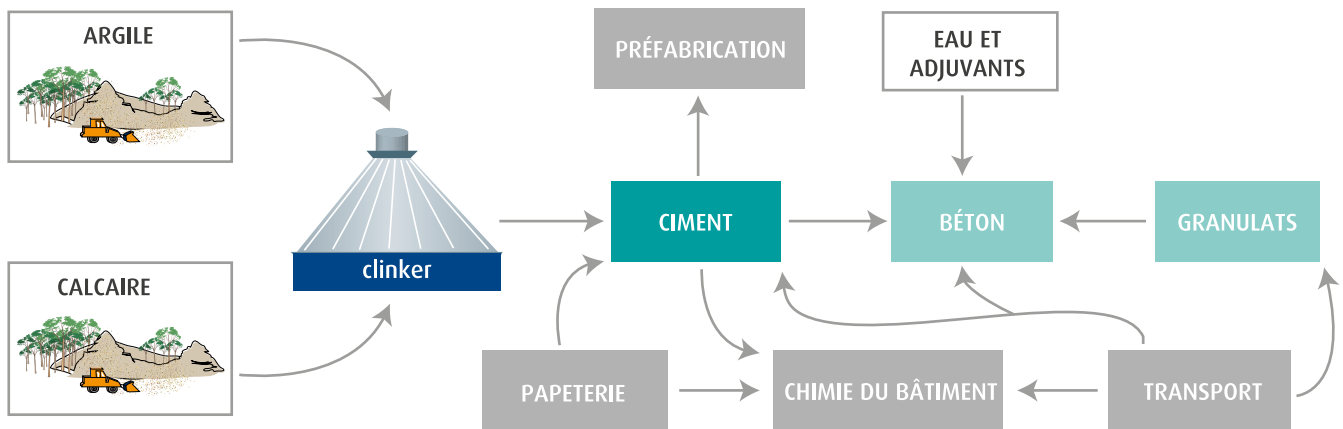 ARGILE
PRÉFABRICATION
EAU ET
ADJUVANTS
CIMENT
BÉTON
GRANULATS
clinker
CALCAIRE
PAPETERIE
CHIMIE DU BÂTIMENT
TRANSPORT